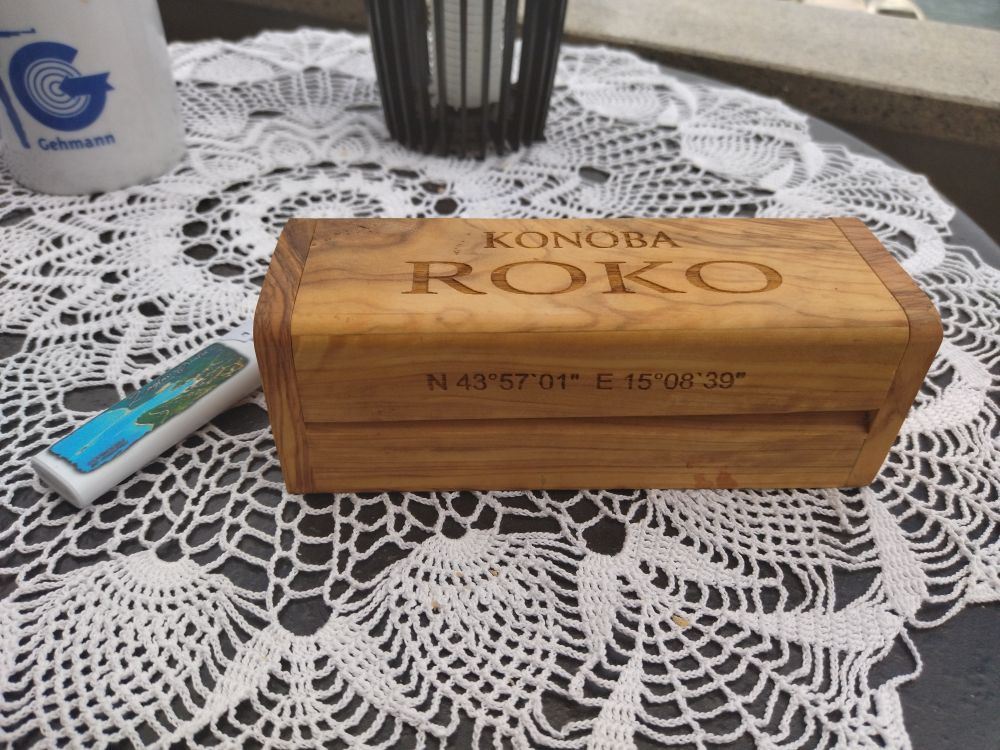 Gehmann
KONOBA
ROKO
N 43°57`01" E 15°08`39"